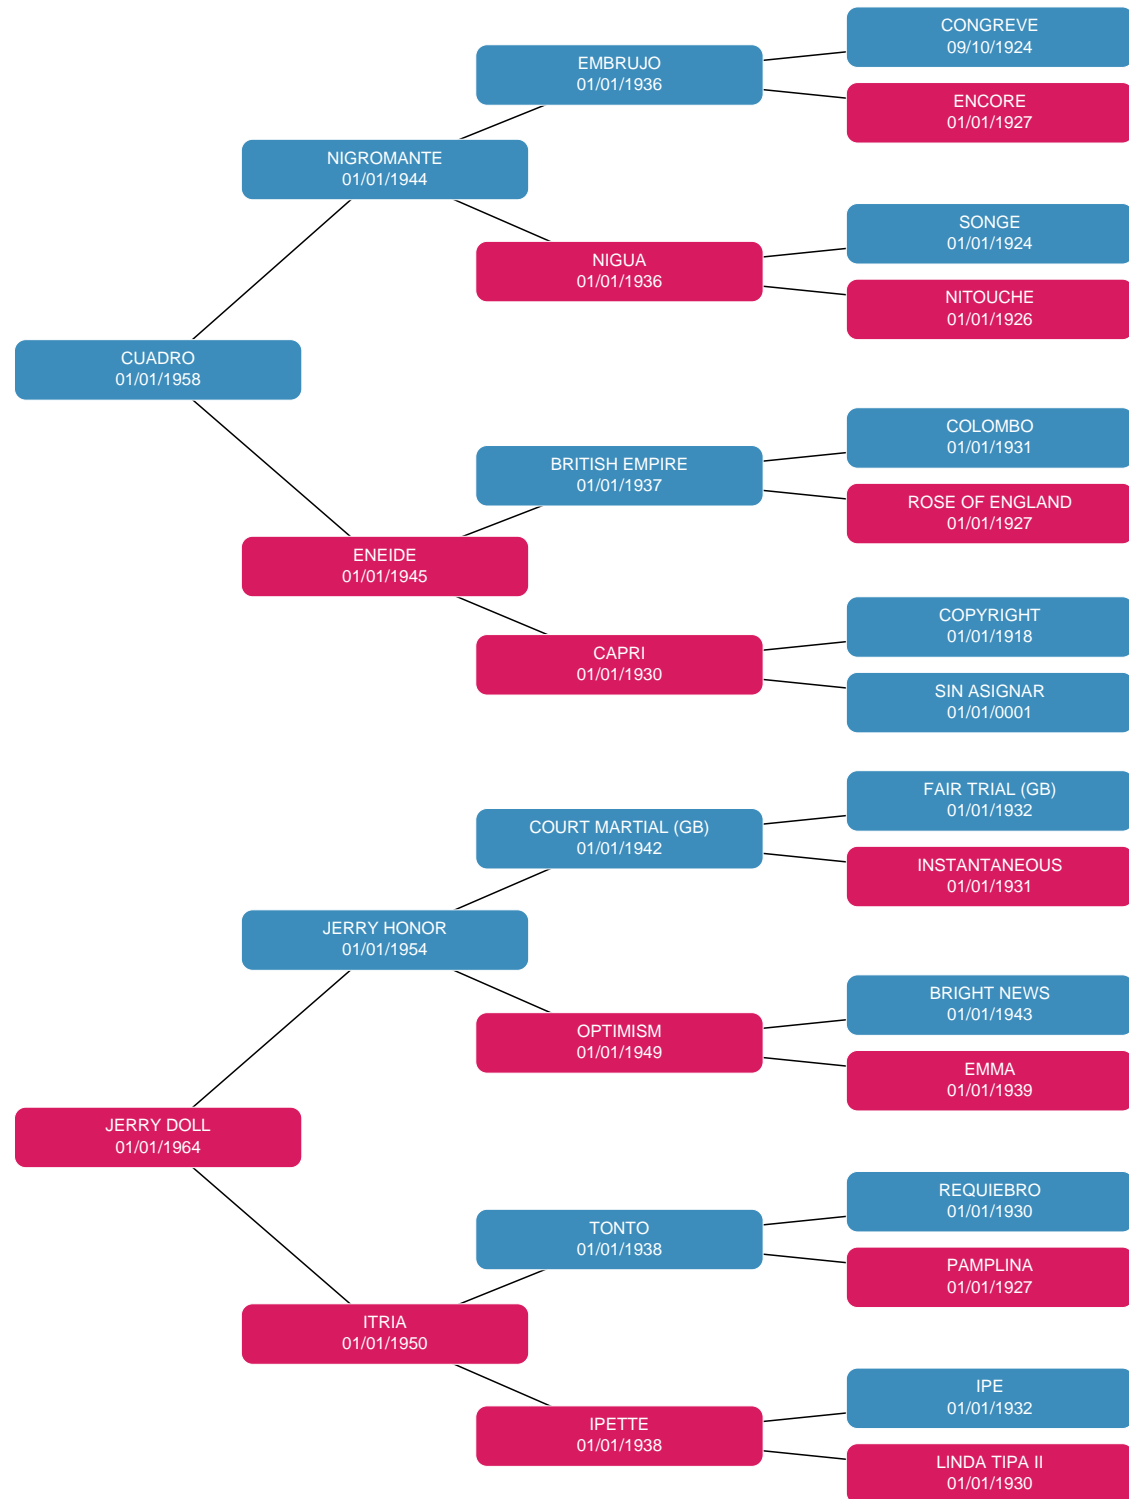 CONGREVE
09/10/1924
EMBRUJO
01/01/1936
ENCORE
01/01/1927
NIGROMANTE
01/01/1944
SONGE
01/01/1924
NIGUA
01/01/1936
NITOUCHE
01/01/1926
CUADRO
01/01/1958
COLOMBO
01/01/1931
BRITISH EMPIRE
01/01/1937
ROSE OF ENGLAND
01/01/1927
ENEIDE
01/01/1945
COPYRIGHT
01/01/1918
CAPRI
01/01/1930
SIN ASIGNAR
01/01/0001
FAIR TRIAL (GB)
01/01/1932
COURT MARTIAL (GB)
01/01/1942
INSTANTANEOUS
01/01/1931
JERRY HONOR
01/01/1954
BRIGHT NEWS
01/01/1943
OPTIMISM
01/01/1949
EMMA
01/01/1939
JERRY DOLL
01/01/1964
REQUIEBRO
01/01/1930
TONTO
01/01/1938
PAMPLINA
01/01/1927
ITRIA
01/01/1950
IPE
01/01/1932
IPETTE
01/01/1938
LINDA TIPA II
01/01/1930